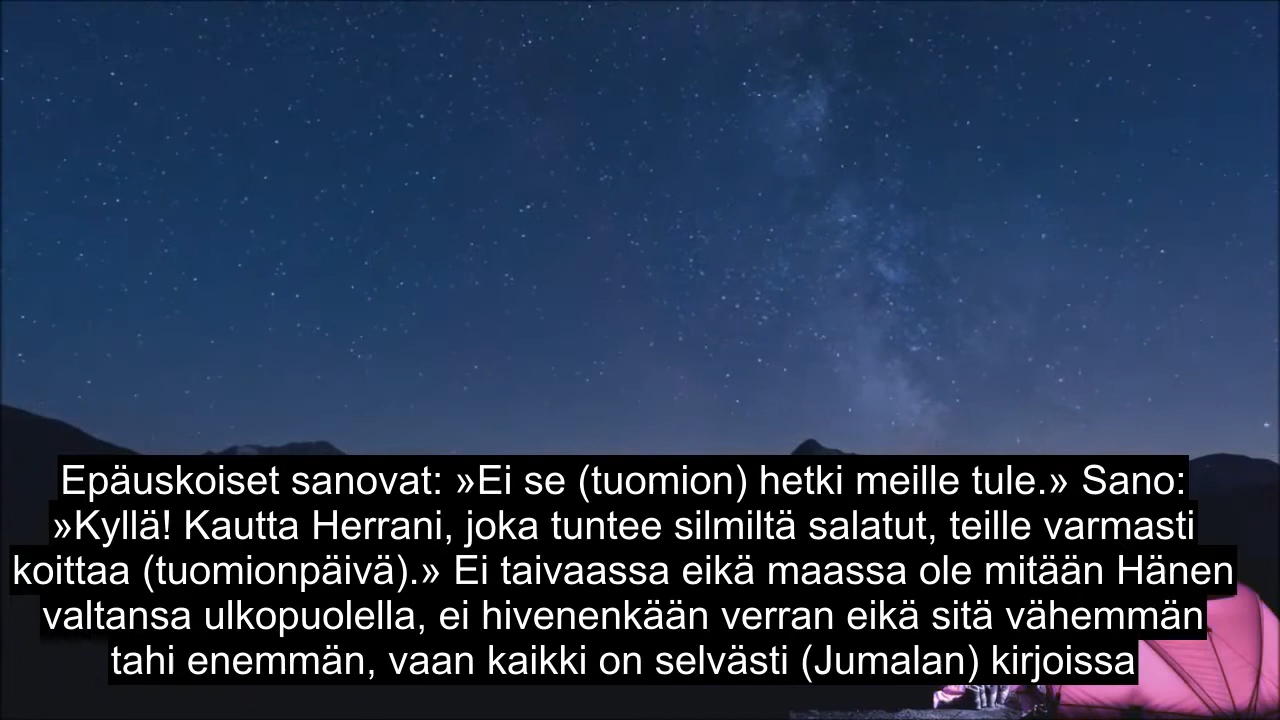 Epäuskoiset sanovat: »Ei se (tuomion) hetki meille tule.» Sano:
»Kyllä! Kautta Herrani, joka tuntee silmiltä salatut, teille varmasti
koittaa (tuomionpäivä).» Ei taivaassa eikä maassa ole mitään Hänen
valtansa ulkopuolella, ei hivenenkään verran eikä sitä vähemmän
tahi enemmän, vaan kaikki on selvästi (Jumalan) kirjoissa